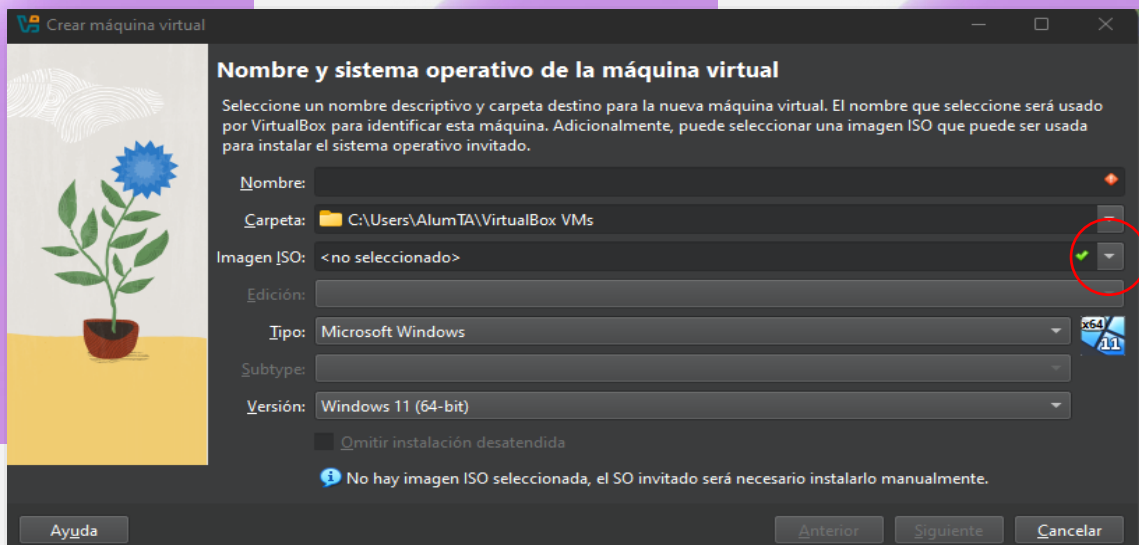 Crear máquina virtual
Nombre y sistema operativo de la máquina virtual
Seleccione un nombre descriptivo y carpeta destino para la nueva máquina virtual. El nombre que seleccione será usado
por VirtualBox para identificar esta máquina. Adicionalmente, puede seleccionar una imagen ISO que puede ser usada
para instalar el sistema operativo invitado.
Nombre:
Carpeta: C:\Users\AlumTA\VirtualBox VMs
Imagen ISO: <no seleccionado>
Edición:
Tipo: Microsoft Windows
x64
11
Subtype:
Versión: Windows 11 (64-bit)
Omitir instalación desatendida
No hay imagen ISO seleccionada, el SO invitado será necesario instalarlo manualmente.
Ayuda Anterior Siguiente Cancelar